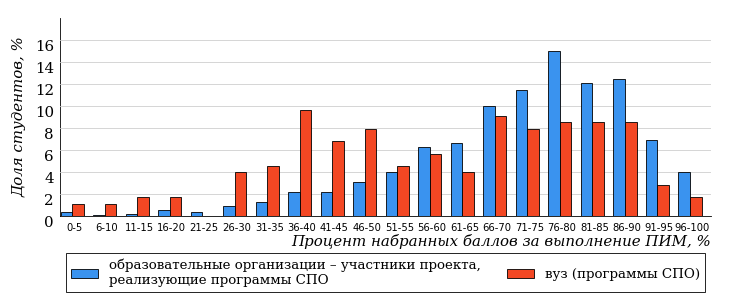 Доля студентов, %
16
14
12
10
8
6
4
2
0
0-5 6-10 11-15 16-20 21-25 26-30 31-35 36-40 41-45 46-50 51-55 56-60 61-65 66-70 71-75 76-80 81-85 86-90 91-95 96-100
Процент набранных баллов за выполнение ПИМ, %
образовательные организации – участники проекта,
реализующие программы СПО
вуз (программы СПО)